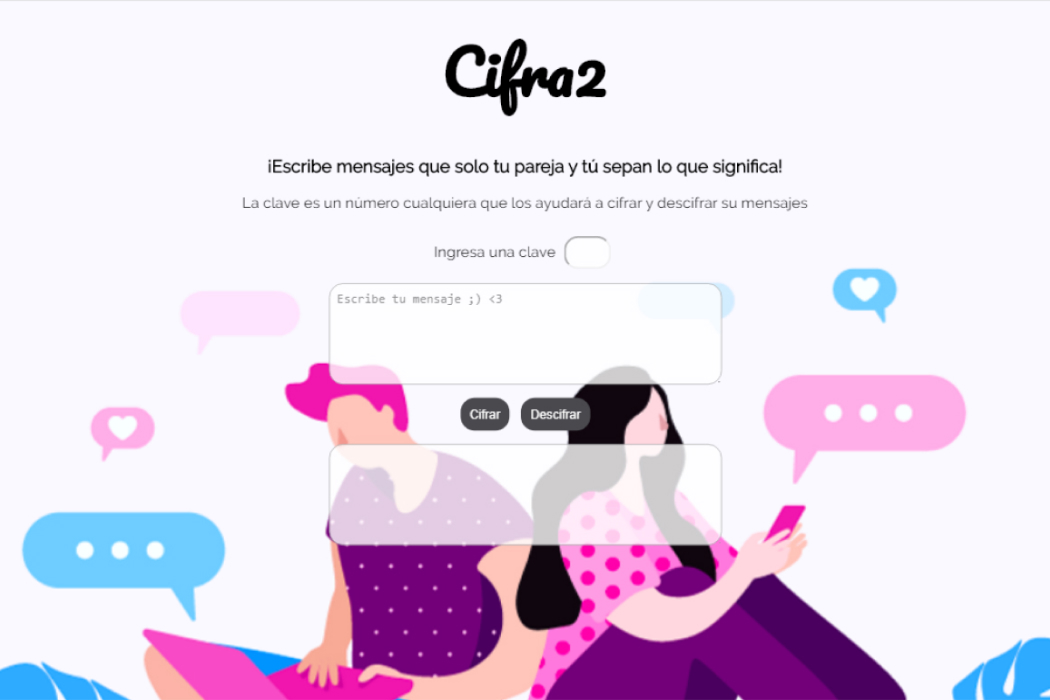 Cifra2
¡Escribe mensajes que solo tu pareja y tú sepan lo que significa!
La clave es un número cualquiera que los ayudará a cifrar y descifrar su mensajes
Ingresa una clave
Escribe tu mensaje ;) <3
Cifrar Descifrar